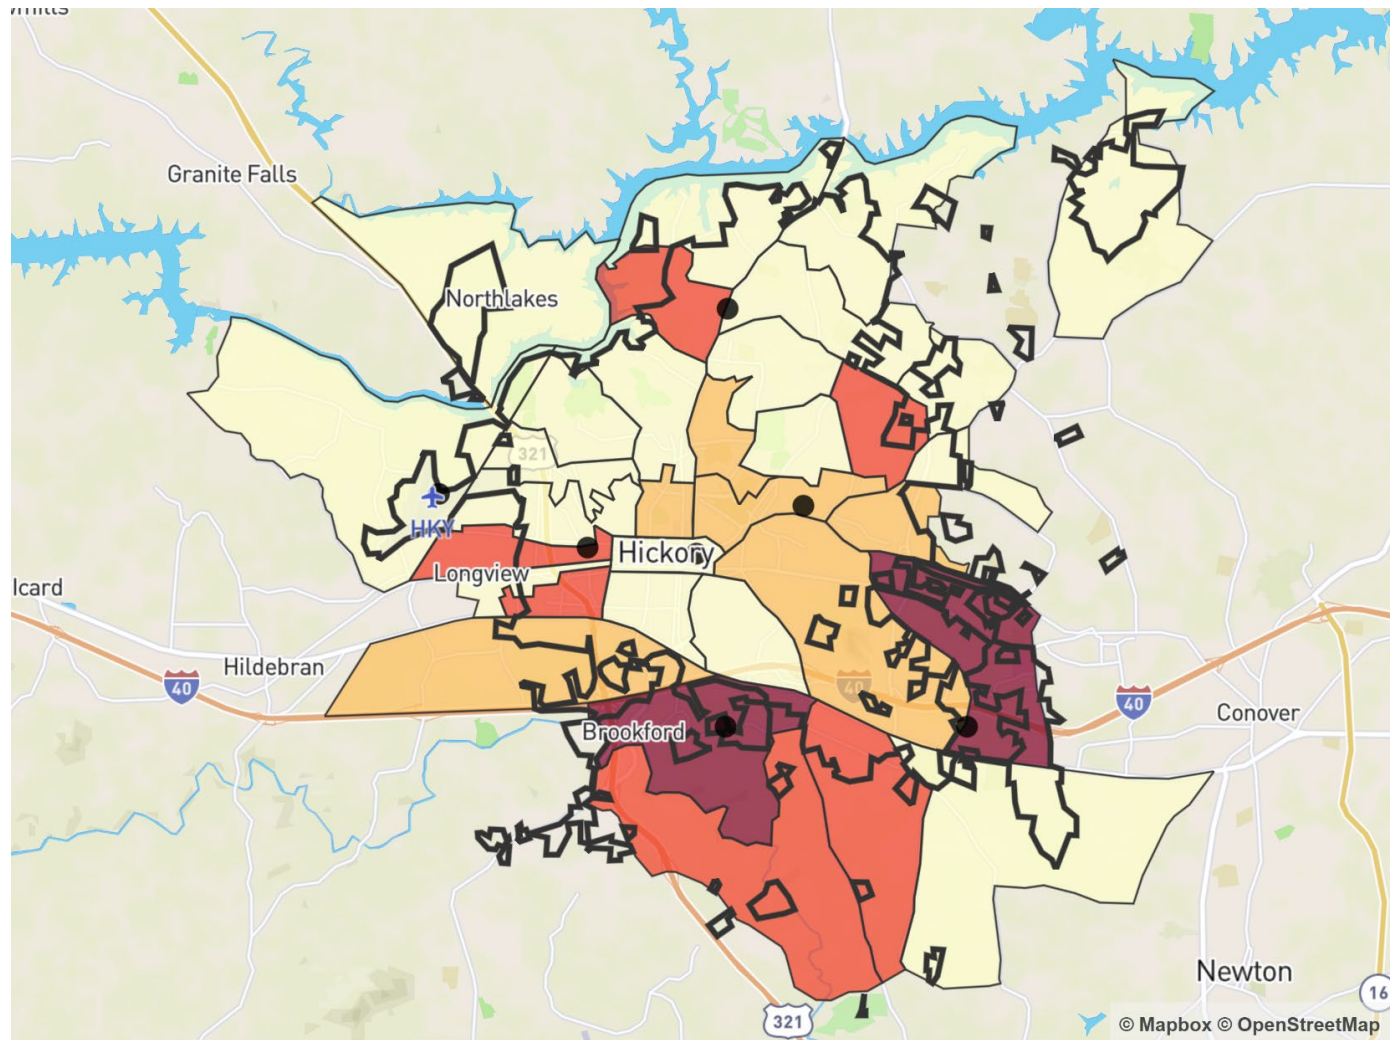 Granite Falls
Northlakes
321
HKY
Hickory
Longview
Icard
Hildebran
40
40
40
Conover
Brookford
Newton
16
321
© Mapbox © OpenStreetMap